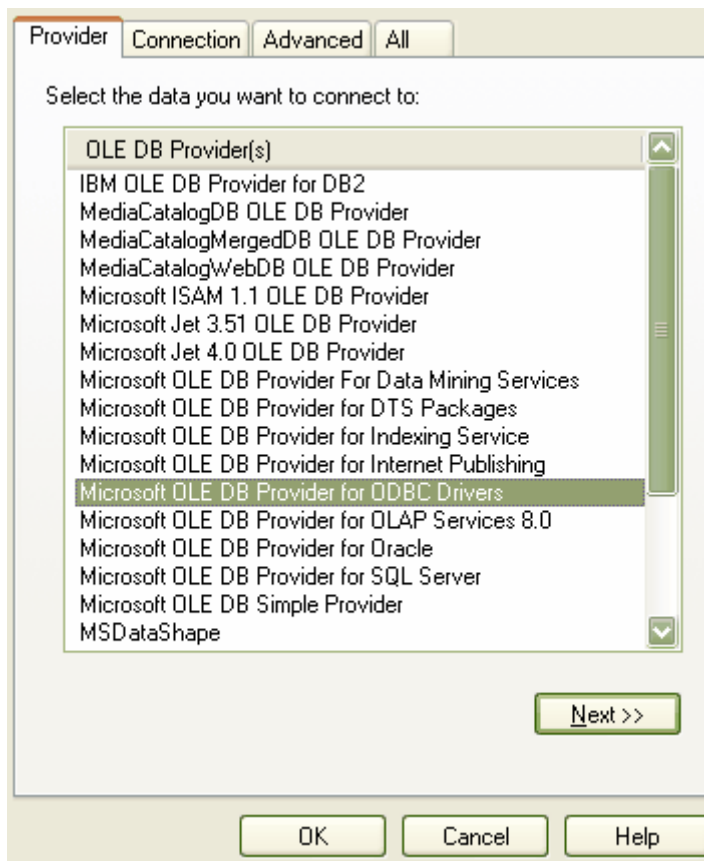 Provider Connection Advanced All
Select the data you want to connect to:
OLE DB Provider(s)
IBM OLE DB Provider for DB2
MediaCatalogDB OLE DB Provider
MediaCatalogMergedDB OLE DB Provider
MediaCatalogWebDB OLE DB Provider
Microsoft ISAM 1.1 OLE DB Provider
Microsoft Jet 3.51 OLE DB Provider
Microsoft Jet 4.0 OLE DB Provider
Microsoft OLE DB Provider For Data Mining Services
Microsoft OLE DB Provider for DTS Packages
Microsoft OLE DB Provider for Indexing Service
Microsoft OLE DB Provider for Internet Publishing
Microsoft OLE DB Provider for ODBC Drivers
Microsoft OLE DB Provider for OLAP Services 8.0
Microsoft OLE DB Provider for Oracle
Microsoft OLE DB Provider for SQL Server
Microsoft OLE DB Simple Provider
MSDataShape
Next >>
OK Cancel Help